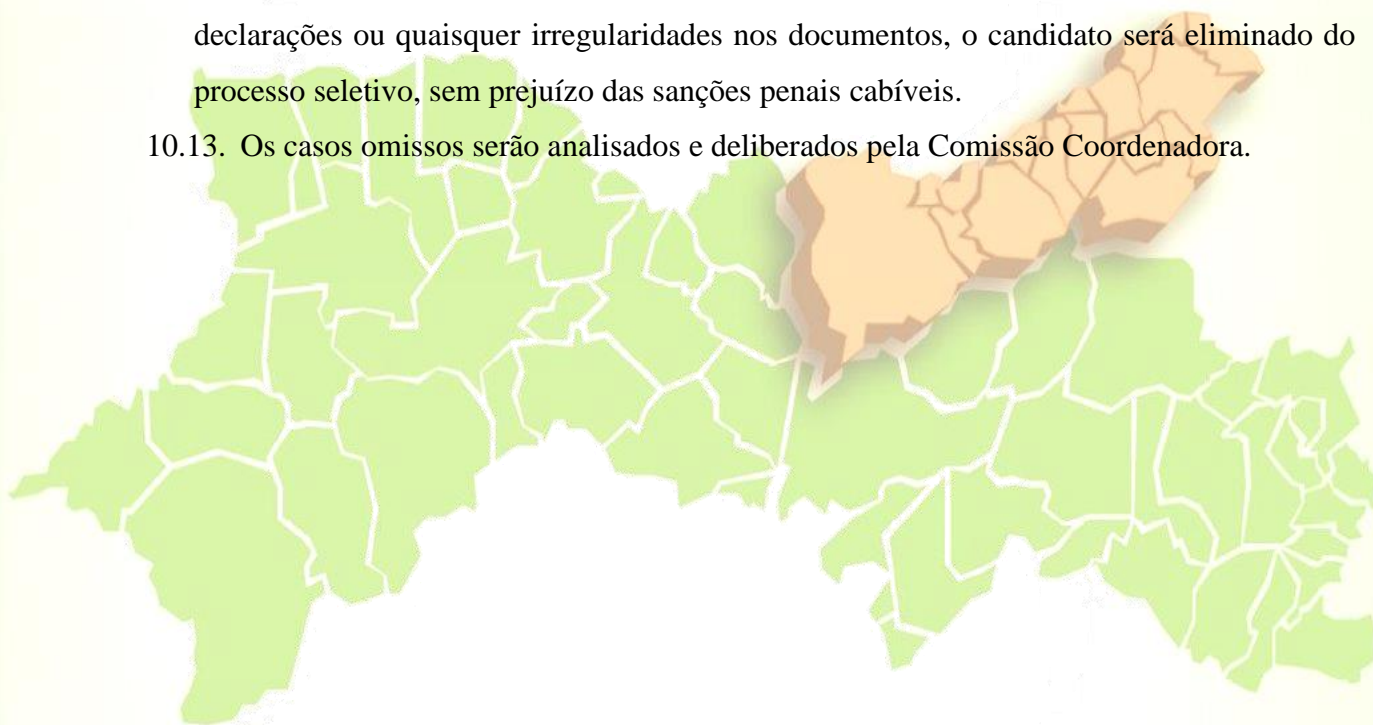 declarações ou quaisquer irregularidades nos documentos, o candidato será eliminado do
processo seletivo, sem prejuízo das sanções penais cabíveis.
10.13. Os casos omissos serão analisados e deliberados pela Comissão Coordenadora.